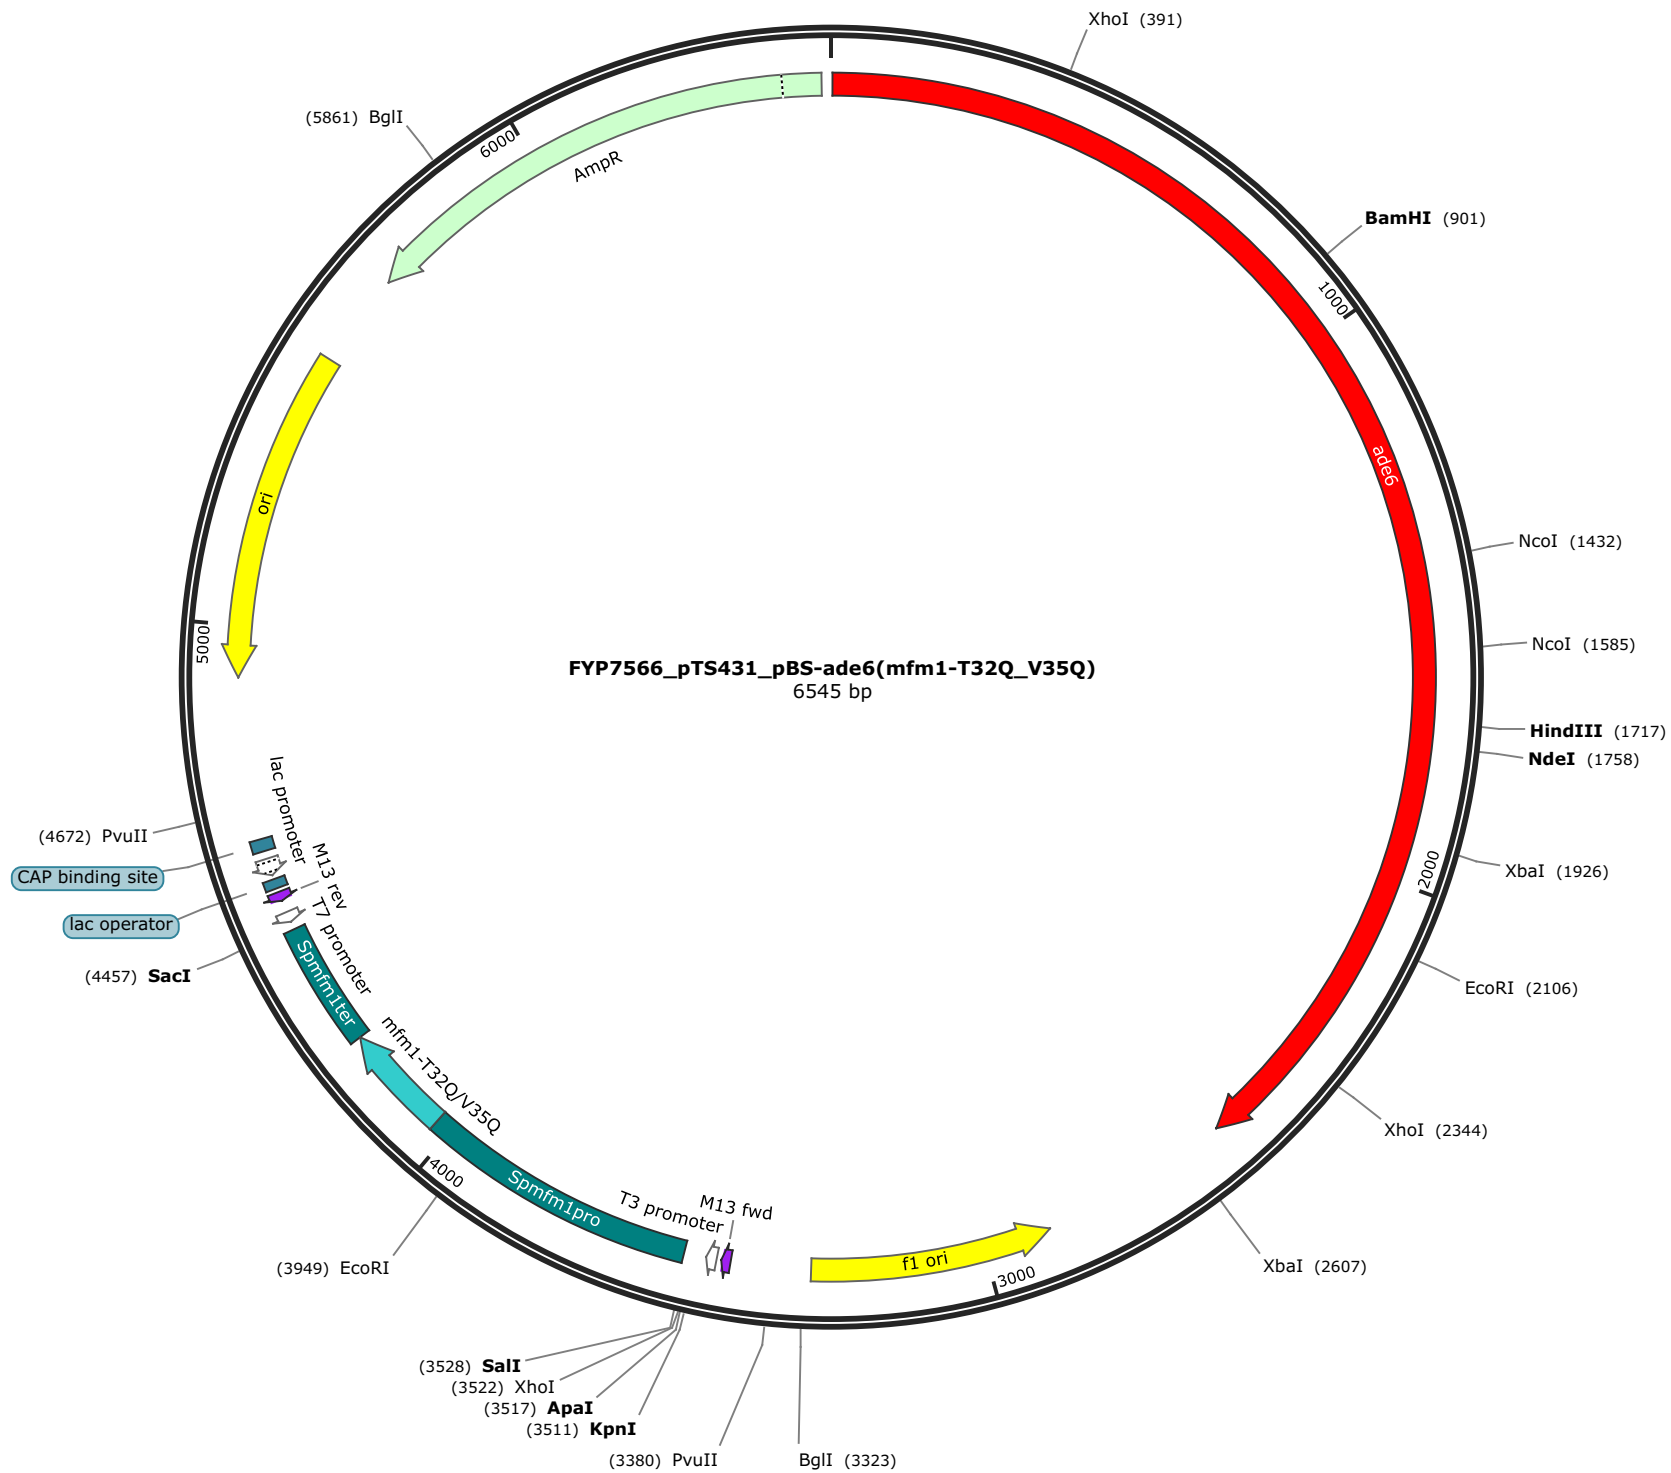 XhoI (391)
(5861) BglI
6000
AmpR
BamHI (901)
1000
ade6
ori
NcoI (1432)
5000
NcoI (1585)
FYP7566_pTS431_pBS-ade6(mfm1-T32Q_V35Q)
6545 bp
HindIII (1717)
NdeI (1758)
lac promoter
(4672) PvuII
M13 rev
CAP binding site
2000
XbaI (1926)
T7 promoter
lac operator
Spmfm1ter
(4457) SacI
EcoRI (2106)
mfm1-T32Q/V35Q
XhoI (2344)
4000
Spmfm1pro
T3 promoter
M13 fwd
f1 ori
3000
(3949) EcoRI
XbaI (2607)
(3528) SalI
(3522) XhoI
(3517) ApaI
(3511) KpnI
(3380) PvuII
BglI (3323)